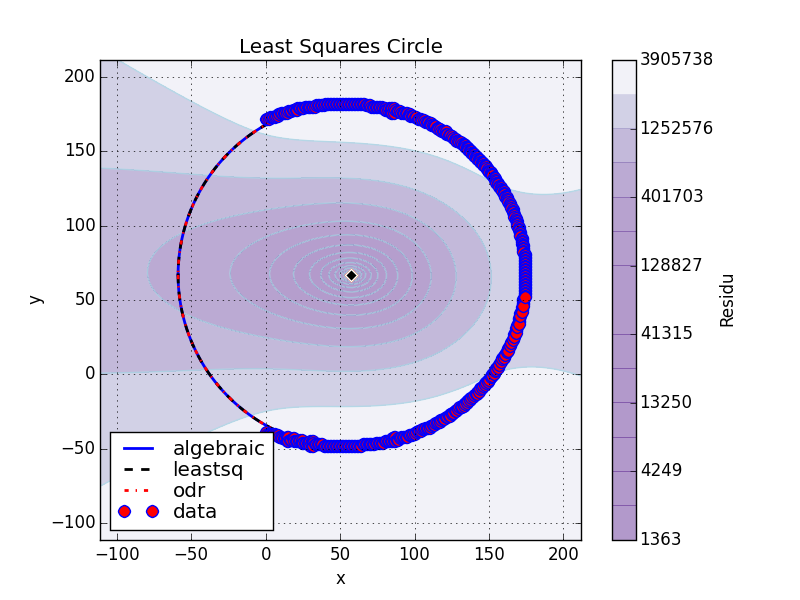 Least Squares Circle
200
150
100
50
0
−50
−100
y
−100 −50 0 50 100 150 200
x
algebraic
leastsq
odr
data
3905738
1252576
401703
128827
41315
13250
4249
1363
Residu